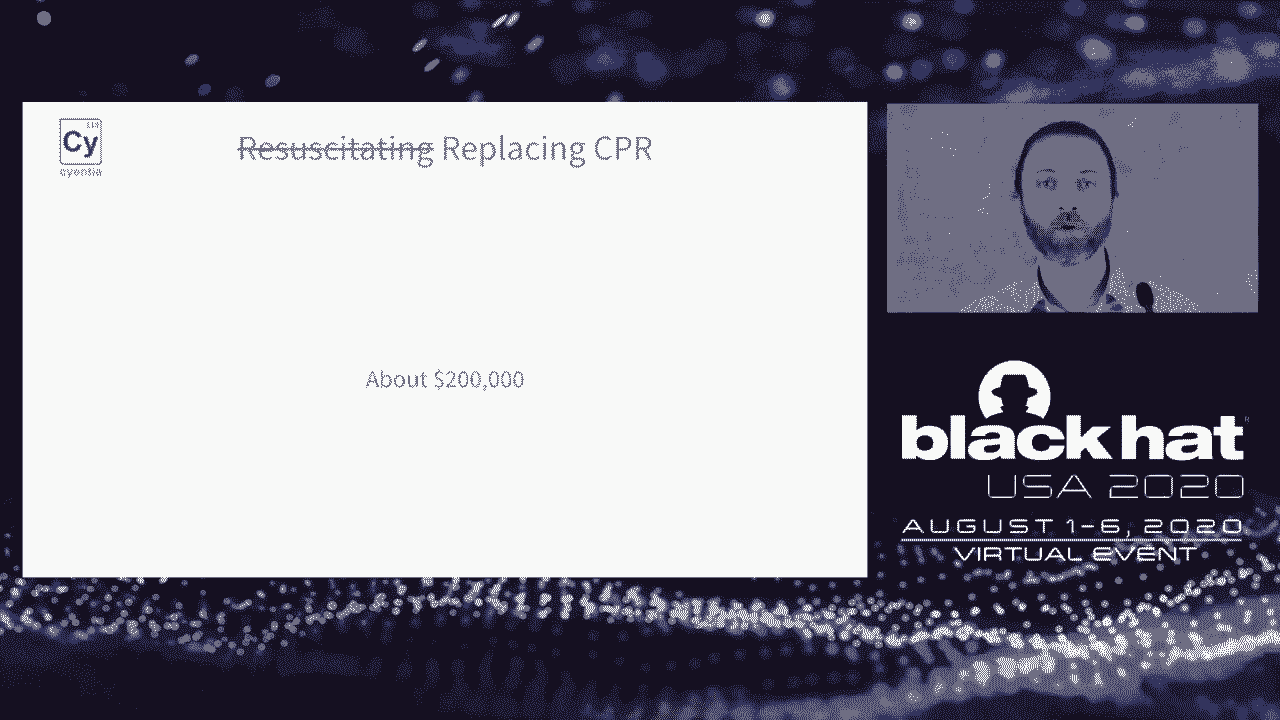 Cy
cyentia
~~Resuscitating~~ Replacing CPR
About $200,000
black hat®
USA 2020
AUGUST 1-6, 2020
VIRTUAL EVENT